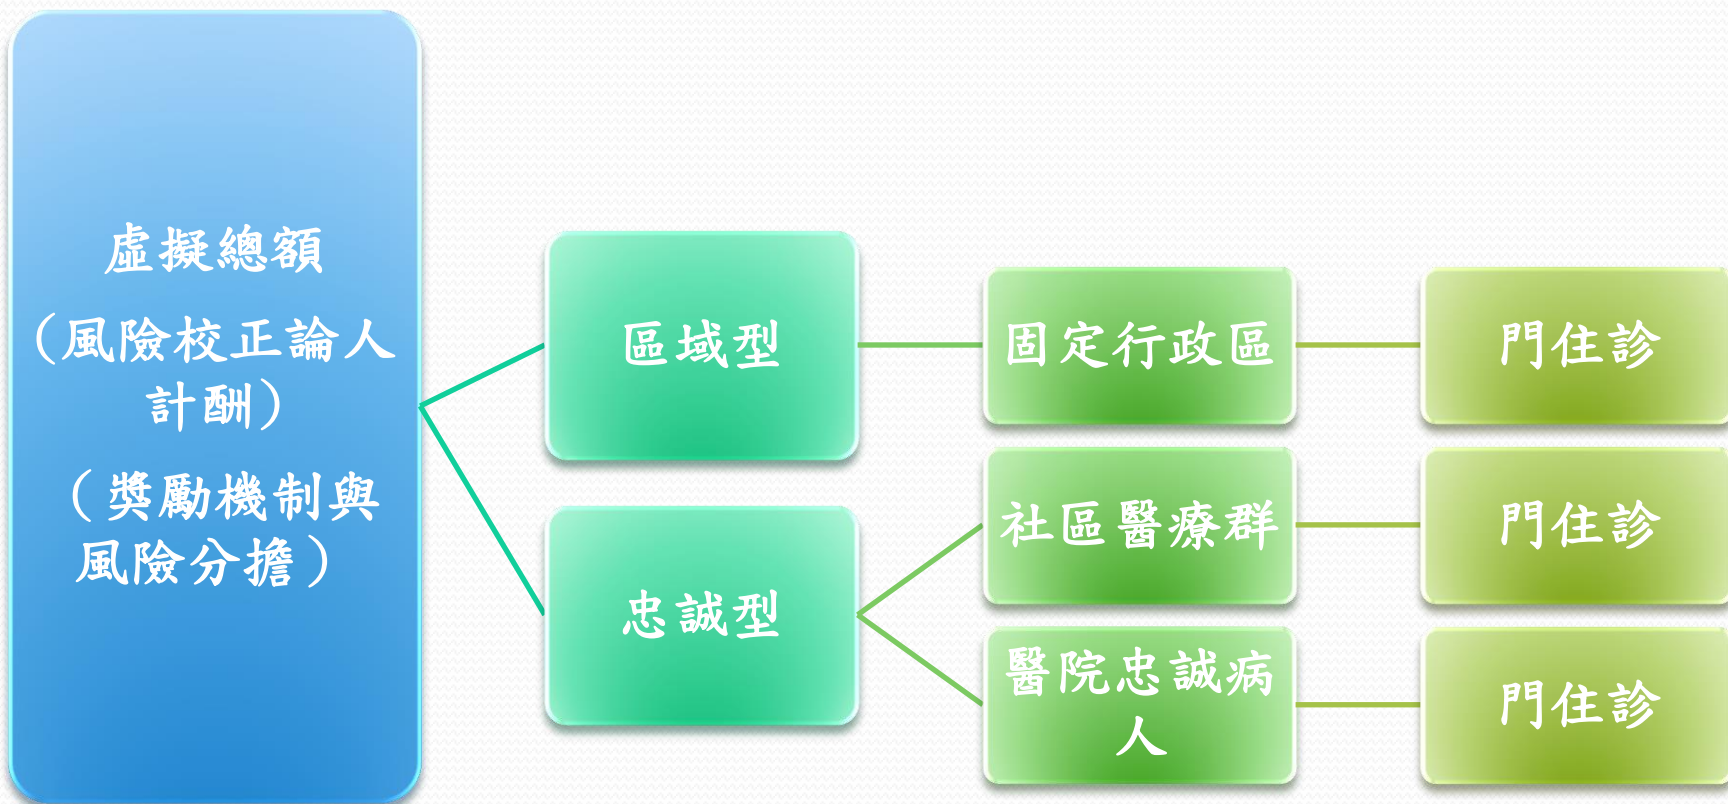 虛擬總額
（風險校正論人
計酬）
（獎勵機制與
風險分擔）
區域型
固定行政區
門住診
忠誠型
社區醫療群
門住診
醫院忠誠病
人
門住診